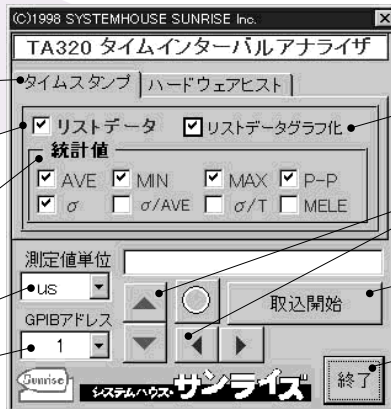 (C)1998 SYSTEMHOUSE SUNRISE Inc.
TA320 タイムインターバルアナライザ
タイムスタンプ ハードウェアヒスト
リストデータ リストデータグラフ化
統計値
AVE MIN MAX P-P
σ σ/AVE σ/T MELE
測定値単位
us
取込開始
GPIBアドレス
1
終了
Sunrise システムハウス・サンライズ